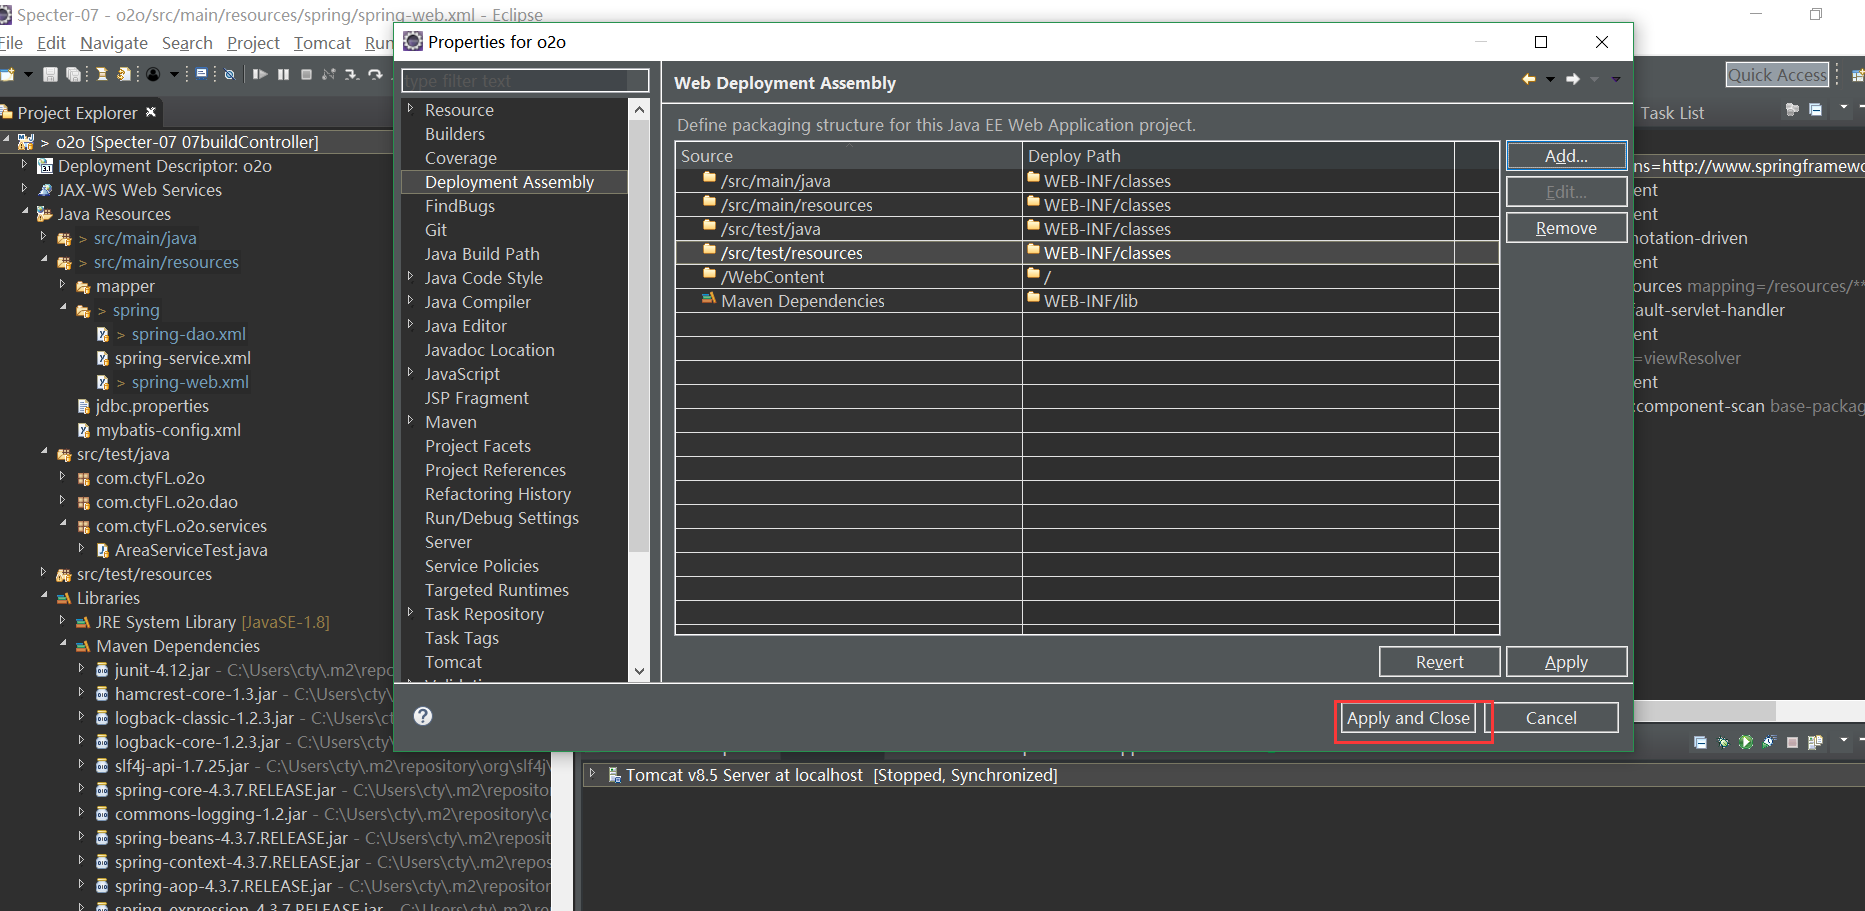 Specter-07 - o2o/src/main/resources/spring/spring-web.xml - Eclipse
File Edit Navigate Search Project Tomcat Run
Quick Access
Project Explorer
o2o [Specter-07 07buildController]
Deployment Descriptor: o2o
JAX-WS Web Services
Java Resources
> src/main/java
> src/main/resources
mapper
> spring
> spring-dao.xml
spring-service.xml
> spring-web.xml
jdbc.properties
mybatis-config.xml
src/test/java
com.ctyFL.o2o
com.ctyFL.o2o.dao
com.ctyFL.o2o.services
AreaServiceTest.java
src/test/resources
Libraries
JRE System Library [JavaSE-1.8]
Maven Dependencies
junit-4.12.jar - C:\Users\cty\.m2\repo
hamcrest-core-1.3.jar - C:\Users\cty\
logback-classic-1.2.3.jar - C:\Users\ct
logback-core-1.2.3.jar - C:\Users\cty\
slf4j-api-1.7.25.jar - C:\Users\cty\.m2\repository\org\slf4j\
spring-core-4.3.7.RELEASE.jar - C:\Users\cty\.m2\reposito
commons-logging-1.2.jar - C:\Users\cty\.m2\repository\c
spring-beans-4.3.7.RELEASE.jar - C:\Users\cty\.m2\reposit
spring-context-4.3.7.RELEASE.jar - C:\Users\cty\.m2\repos
spring-aop-4.3.7.RELEASE.jar - C:\Users\cty\.m2\repositor
spring-expression-4.3.7.RELEASE.jar - C:\Users\cty\.m2\re
Properties for o2o
type filter text
Resource
Builders
Coverage
Deployment Assembly
FindBugs
Git
Java Build Path
Java Code Style
Java Compiler
Java Editor
Javadoc Location
JavaScript
JSP Fragment
Maven
Project Facets
Project References
Refactoring History
Run/Debug Settings
Server
Service Policies
Targeted Runtimes
Task Repository
Task Tags
Tomcat
Web Deployment Assembly
Define packaging structure for this Java EE Web Application project.
Source Deploy Path
/src/main/java WEB-INF/classes
/src/main/resources WEB-INF/classes
/src/test/java WEB-INF/classes
/src/test/resources WEB-INF/classes
/WebContent /
Maven Dependencies WEB-INF/lib
Add...
Edit...
Remove
Revert Apply
Apply and Close Cancel
Task List
ns=http://www.springframewo
ent
ent
notation-driven
ent
ources mapping=/resources/**
fault-servlet-handler
ent
=viewResolver
ent
:component-scan base-packag
Tomcat v8.5 Server at localhost [Stopped, Synchronized]